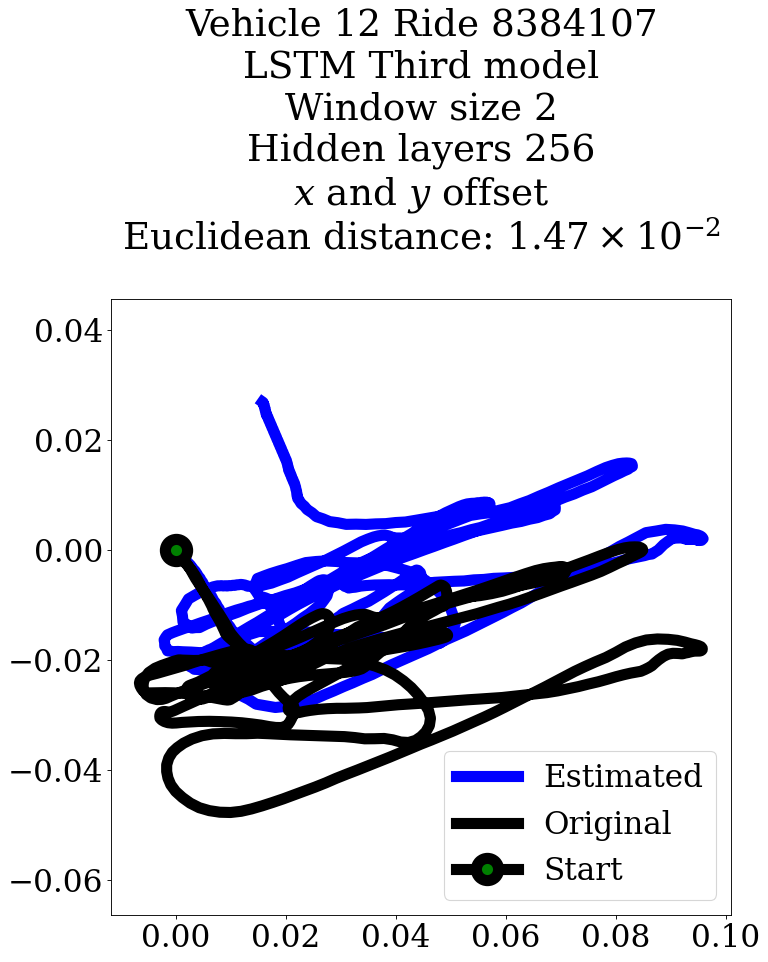 Vehicle 12 Ride 8384107
LSTM Third model
Window size 2
Hidden layers 256
x and y offset
Euclidean distance: 1.47 × 10⁻²
0.04
0.02
0.00
−0.02
−0.04
−0.06
Estimated
Original
Start
0.00 0.02 0.04 0.06 0.08 0.10